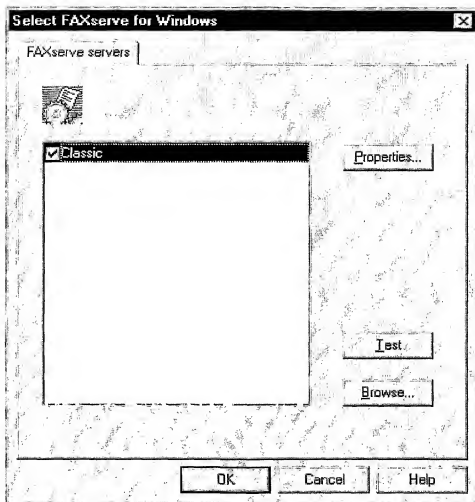 Select FAXserve for Windows
FAXserve servers
Classic
Properties...
Test
Browse...
OK Cancel Help